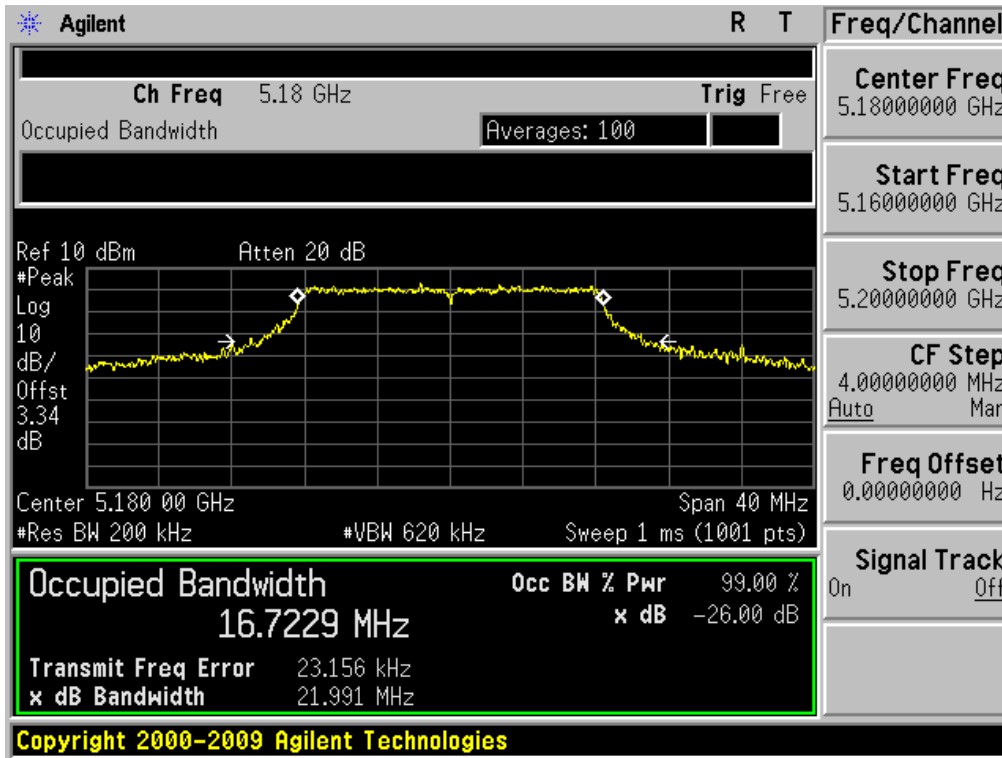 Agilent R T
Freq/Channel
Ch Freq 5.18 GHz Trig Free
Occupied Bandwidth Averages: 100
Center Freq
5.18000000 GHz
Start Freq
5.16000000 GHz
Stop Freq
5.20000000 GHz
CF Step
4.00000000 MHz
Auto Man
Freq Offset
0.00000000 Hz
Signal Track
On Off
Ref 10 dBm Atten 20 dB
#Peak
Log
10
dB/
Offst
3.34
dB
Center 5.180 00 GHz Span 40 MHz
#Res BW 200 kHz #VBW 620 kHz Sweep 1 ms (1001 pts)
Occupied Bandwidth Occ BW % Pwr 99.00 %
16.7229 MHz x dB -26.00 dB
Transmit Freq Error 23.156 kHz
x dB Bandwidth 21.991 MHz
Copyright 2000-2009 Agilent Technologies